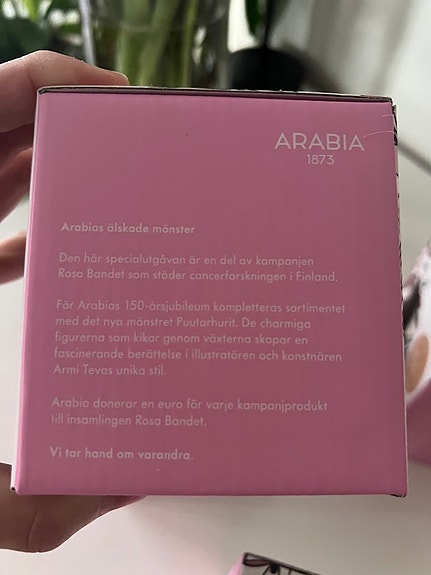 ARABIA
1873
Arabias älskade mönster
Den här specialutgåvan är en del av kampanjen
Rosa Bandet som stöder cancerforskningen i Finland.
För Arabias 150-årsjubileum kompletteras sortimentet
med det nya mönstret Puutarhurit. De charmiga
figurerna som kikar genom växterna skapar en
fascinerande berättelse i illustratören och konstnären
Armi Tevas unika stil.
Arabia donerar en euro för varje kampanjprodukt
till insamlingen Rosa Bandet.
Vi tar hand om varandra.